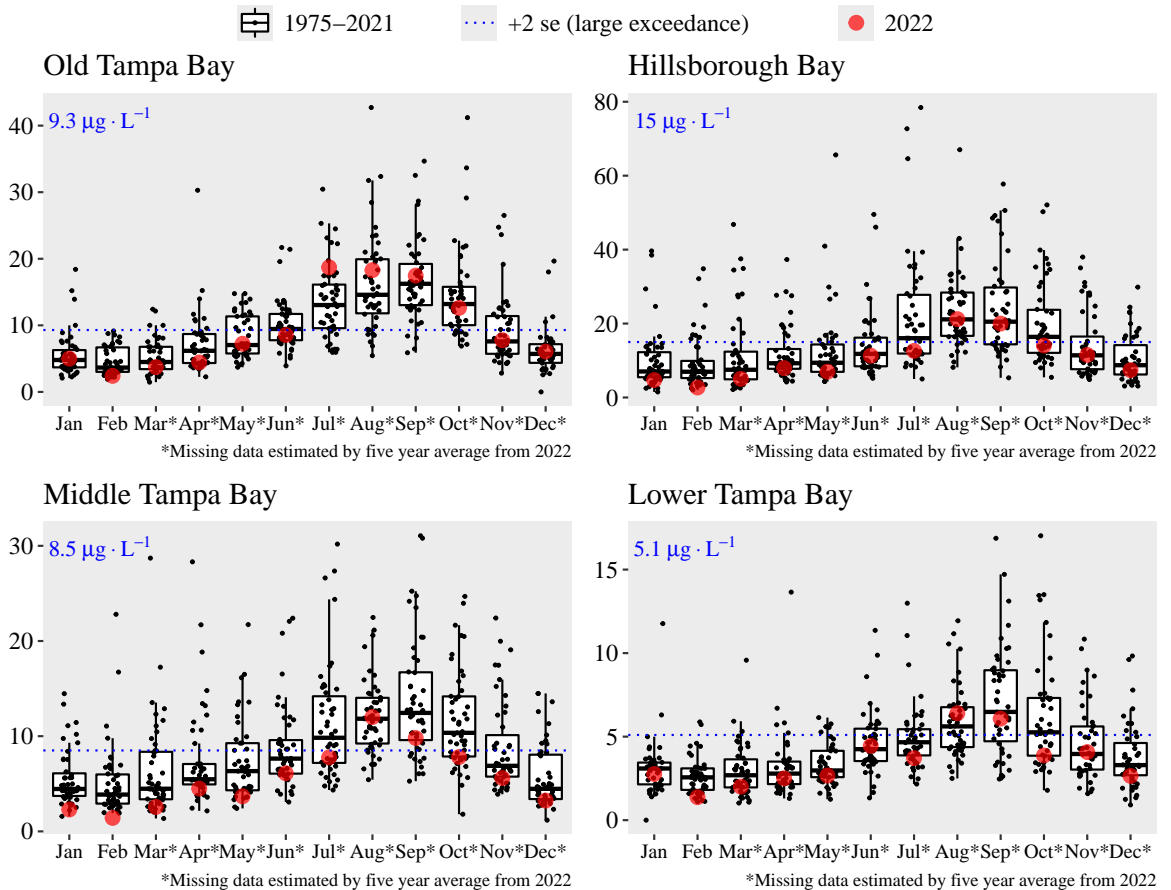 1975–2021 +2 se (large exceedance) 2022
Old Tampa Bay
9.3 μg · L⁻¹
40
30
20
10
0
Jan Feb Mar* Apr* May* Jun* Jul* Aug* Sep* Oct* Nov* Dec*
*Missing data estimated by five year average from 2022
Hillsborough Bay
15 μg · L⁻¹
80
60
40
20
0
Jan Feb Mar* Apr* May* Jun* Jul* Aug* Sep* Oct* Nov* Dec*
*Missing data estimated by five year average from 2022
Middle Tampa Bay
8.5 μg · L⁻¹
30
20
10
0
Jan Feb Mar* Apr* May* Jun* Jul* Aug* Sep* Oct* Nov* Dec*
*Missing data estimated by five year average from 2022
Lower Tampa Bay
5.1 μg · L⁻¹
15
10
5
0
Jan Feb Mar* Apr* May* Jun* Jul* Aug* Sep* Oct* Nov* Dec*
*Missing data estimated by five year average from 2022